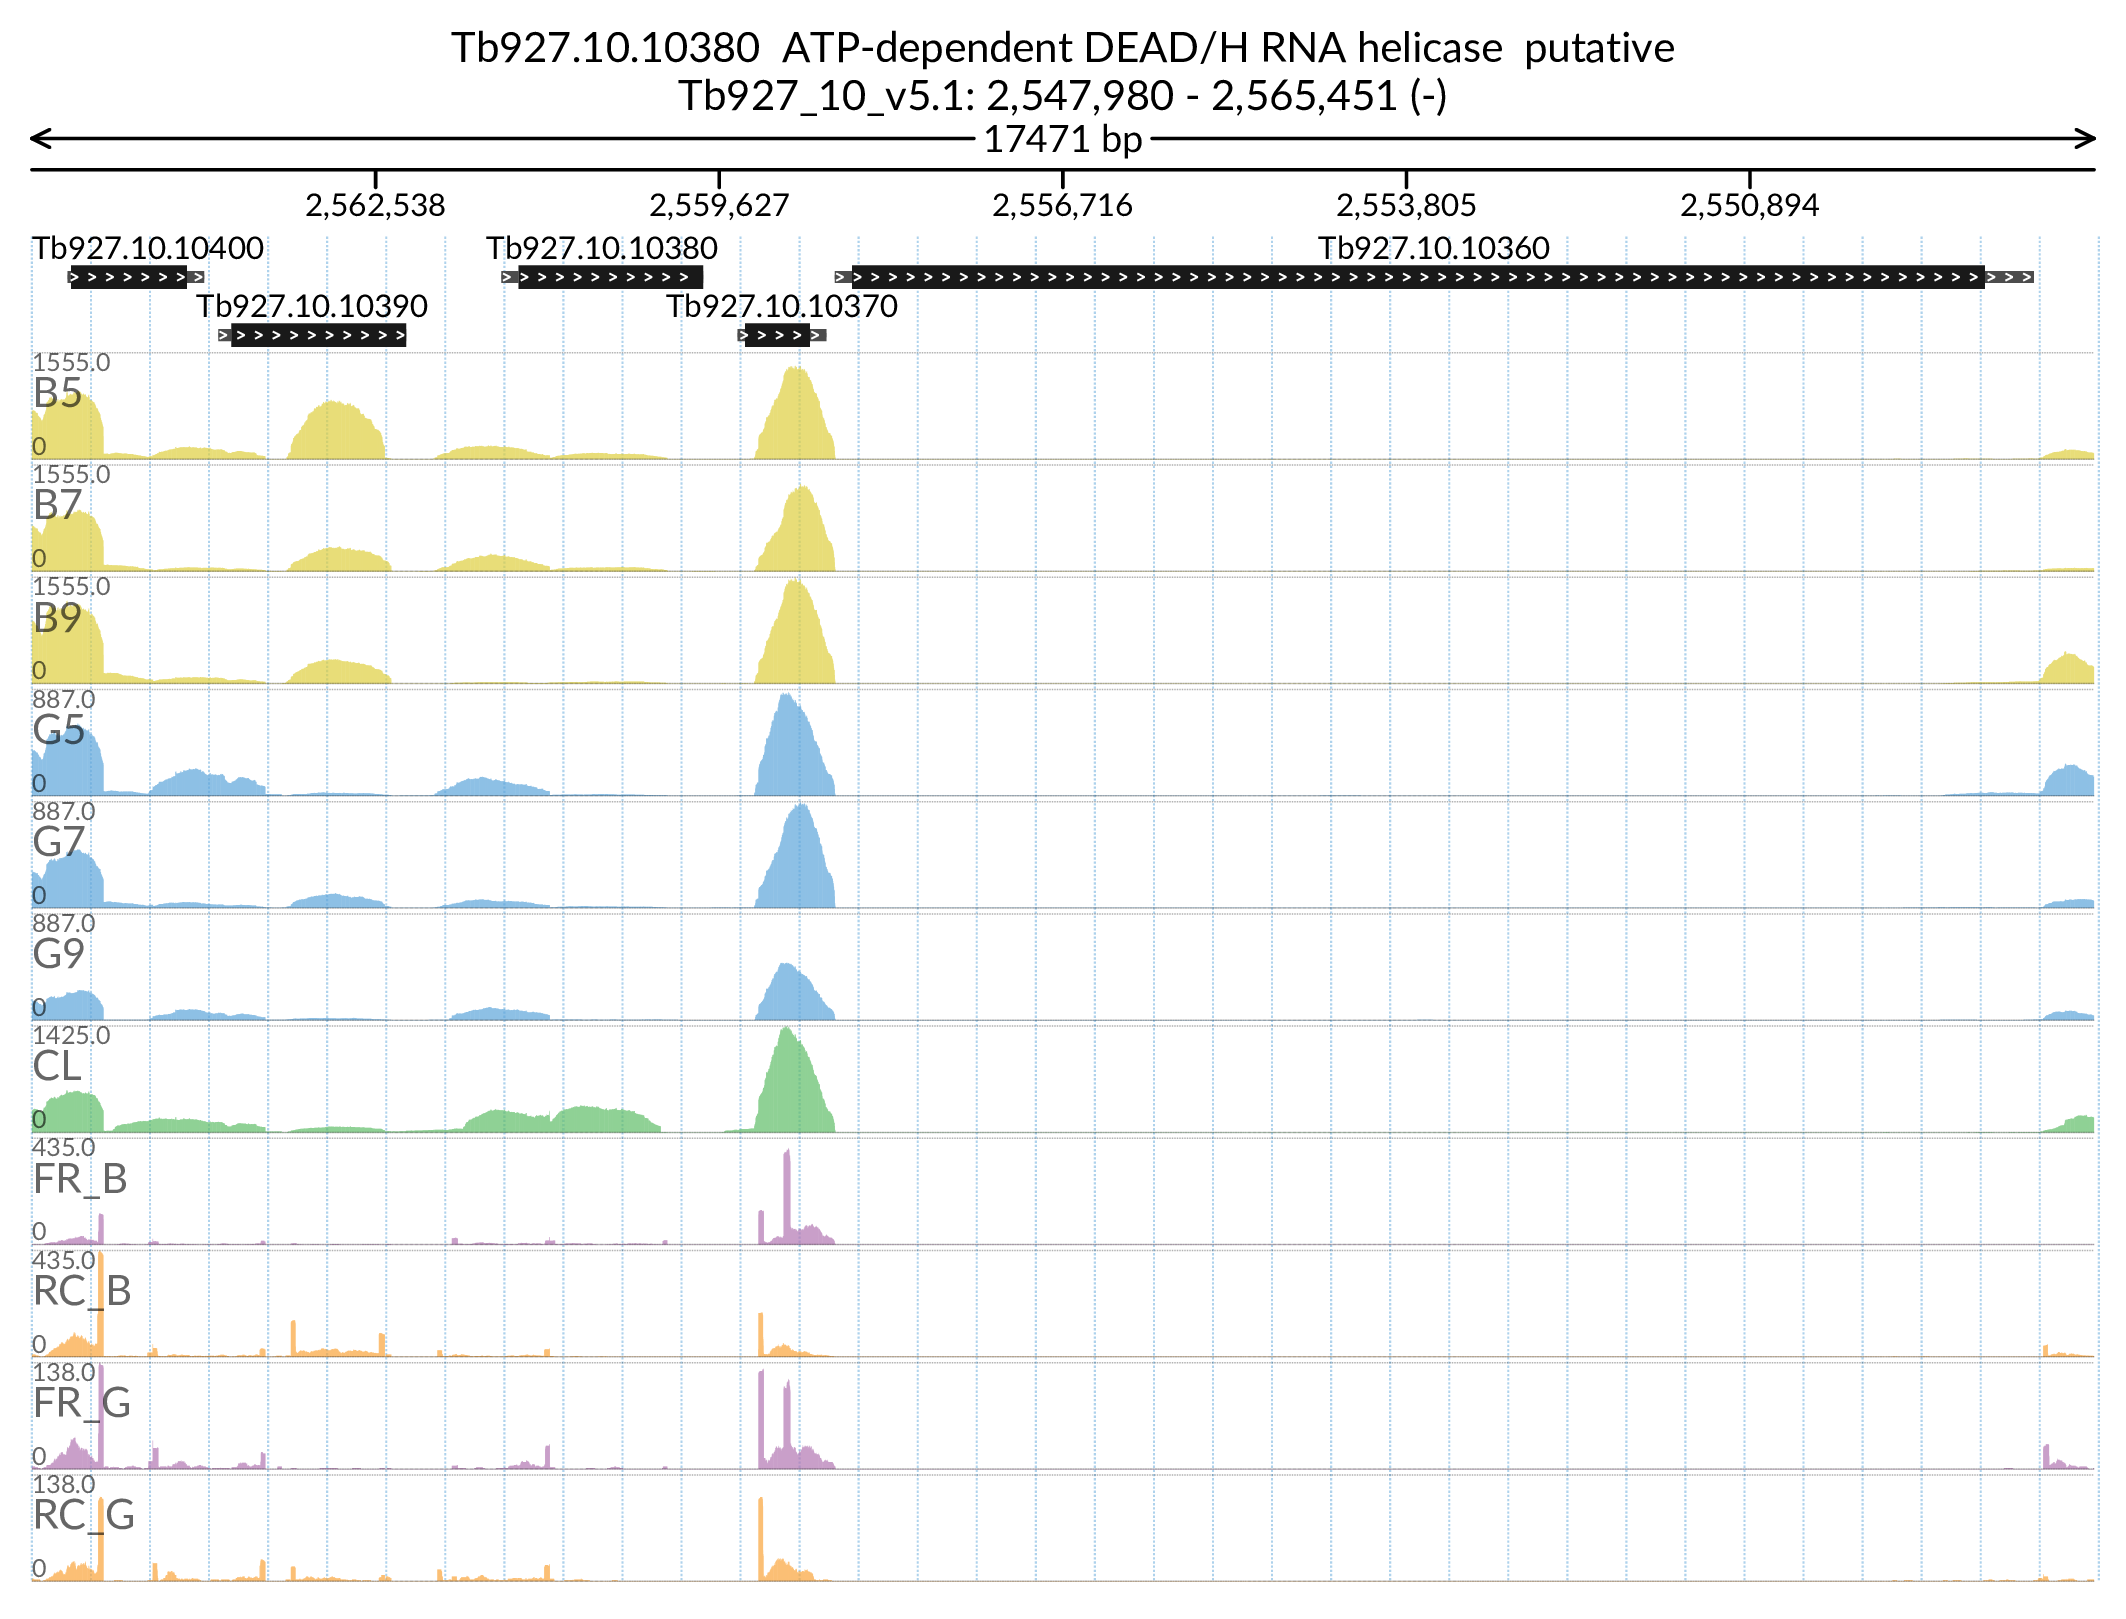 Tb927.10.10380  ATP-dependent DEAD/H RNA helicase  putative
Tb927_10_v5.1: 2,547,980 - 2,565,451 (-)
17471 bp
2,562,538 2,559,627 2,556,716 2,553,805 2,550,894
Tb927.10.10400 Tb927.10.10380 Tb927.10.10360
Tb927.10.10390 Tb927.10.10370
1555.0
B5
0
1555.0
B7
0
1555.0
B9
0
887.0
G5
0
887.0
G7
0
887.0
G9
0
1425.0
CL
0
435.0
FR_B
0
435.0
RC_B
0
138.0
FR_G
0
138.0
RC_G
0